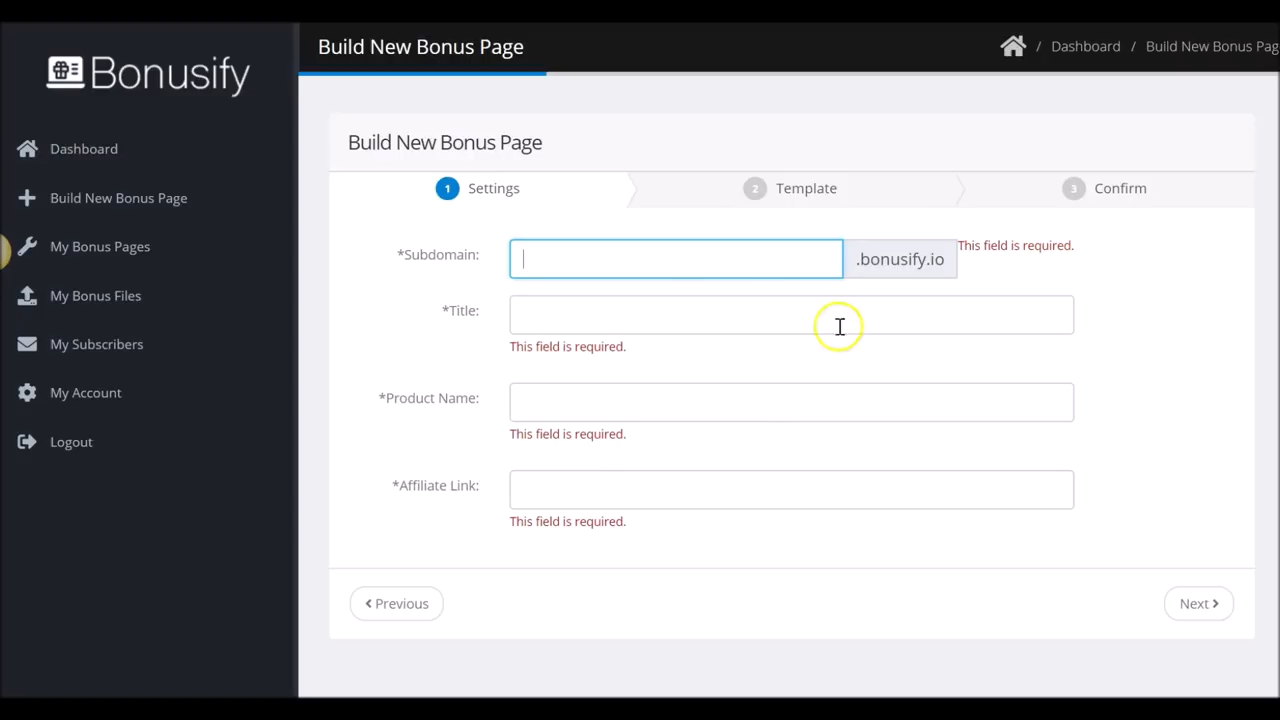 Bonusify
Dashboard
Build New Bonus Page
My Bonus Pages
My Bonus Files
My Subscribers
My Account
Logout
Build New Bonus Page
/ Dashboard / Build New Bonus Pag
Build New Bonus Page
1 Settings
2 Template
3 Confirm
*Subdomain:
.bonusify.io
This field is required.
*Title:
This field is required.
*Product Name:
This field is required.
*Affiliate Link:
This field is required.
Previous
Next